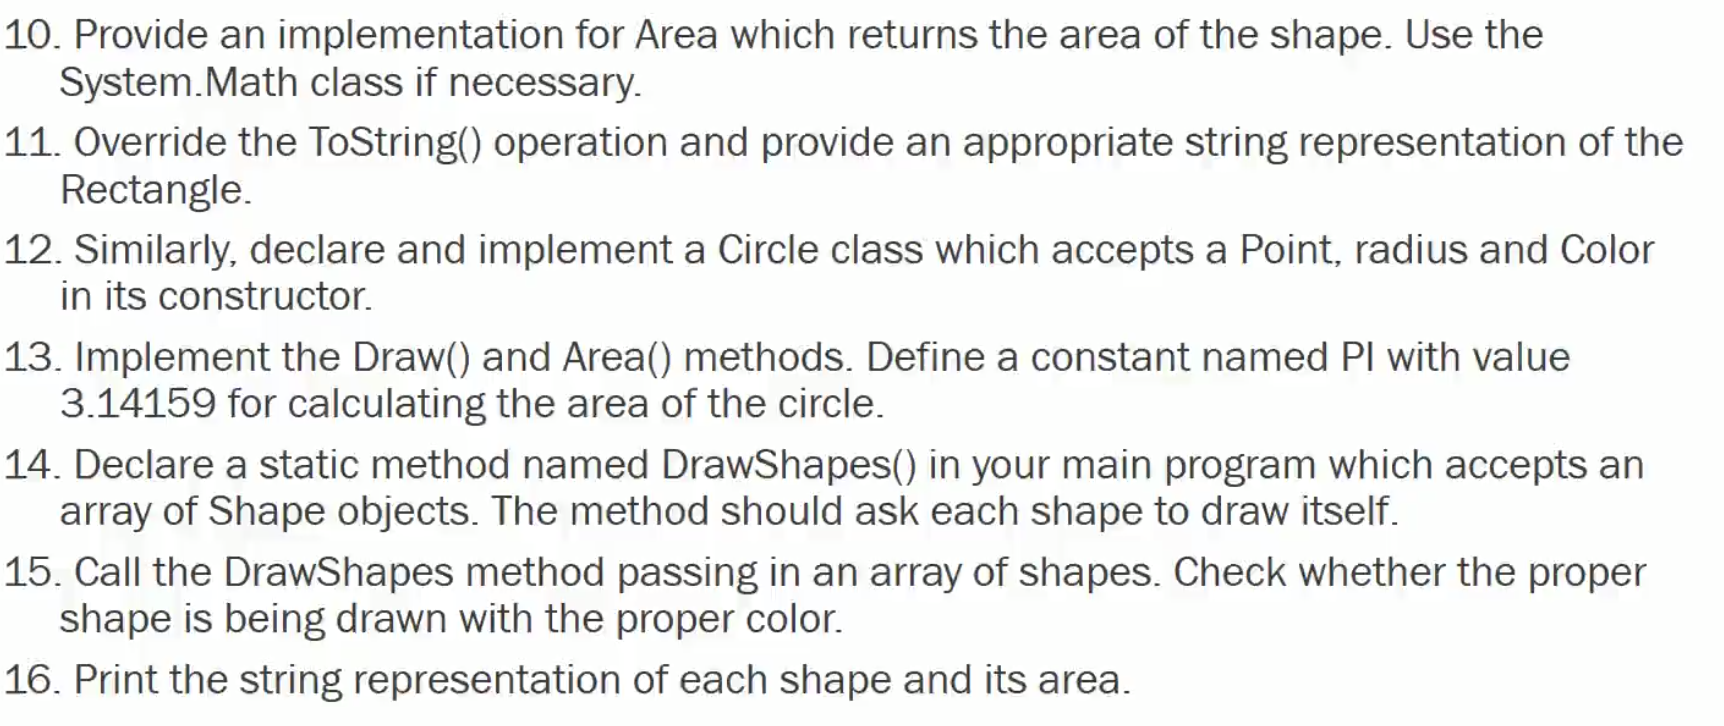 10. Provide an implementation for Area which returns the area of the shape. Use the
System.Math class if necessary.
11. Override the ToString() operation and provide an appropriate string representation of the
Rectangle.
12. Similarly, declare and implement a Circle class which accepts a Point, radius and Color
in its constructor.
13. Implement the Draw() and Area() methods. Define a constant named PI with value
3.14159 for calculating the area of the circle.
14. Declare a static method named DrawShapes() in your main program which accepts an
array of Shape objects. The method should ask each shape to draw itself.
15. Call the DrawShapes method passing in an array of shapes. Check whether the proper
shape is being drawn with the proper color.
16. Print the string representation of each shape and its area.